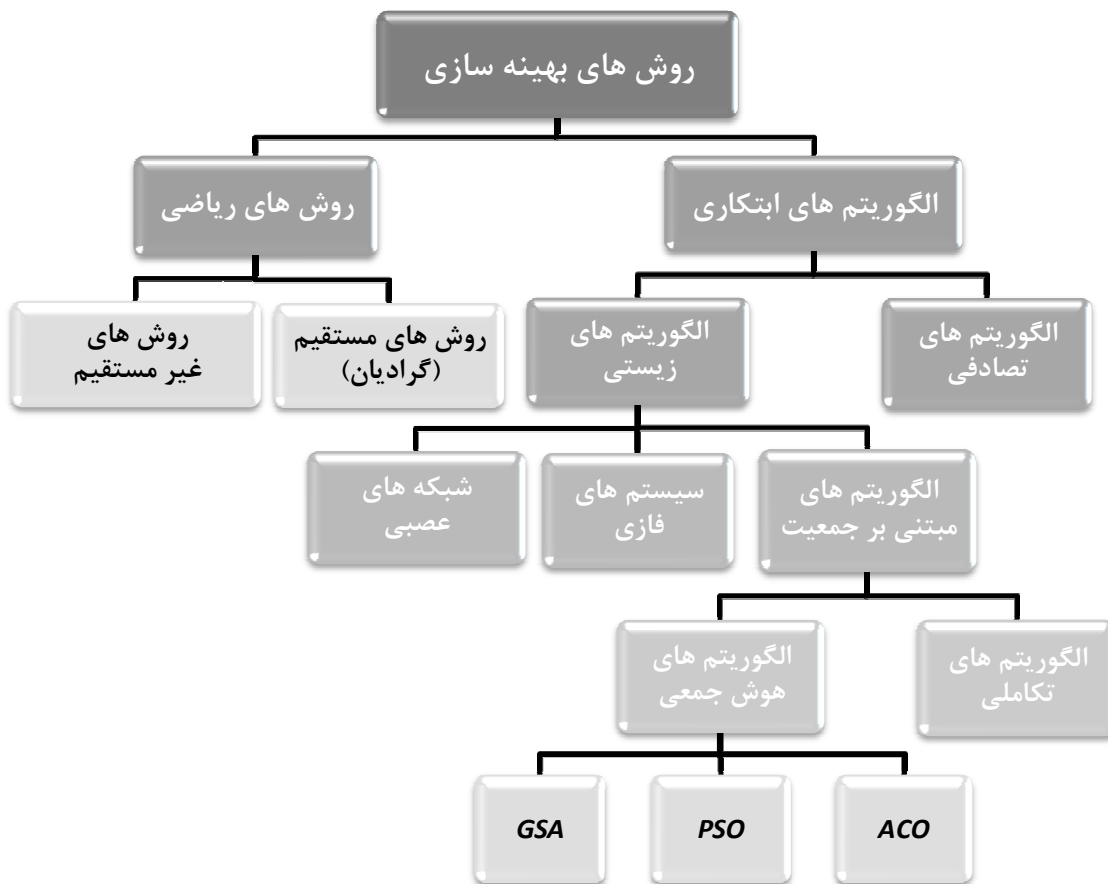 روش های بهینه سازی
الگوریتم های ابتکاری
روش های ریاضی
الگوریتم های
تصادفی
الگوریتم های
زیستی
روش های مستقیم
(گرادیان)
روش های
غیر مستقیم
الگوریتم های
مبتنی بر جمعیت
سیستم های
فازی
شبکه های
عصبی
الگوریتم های
تکاملی
الگوریتم های
هوش جمعی
ACO
PSO
GSA